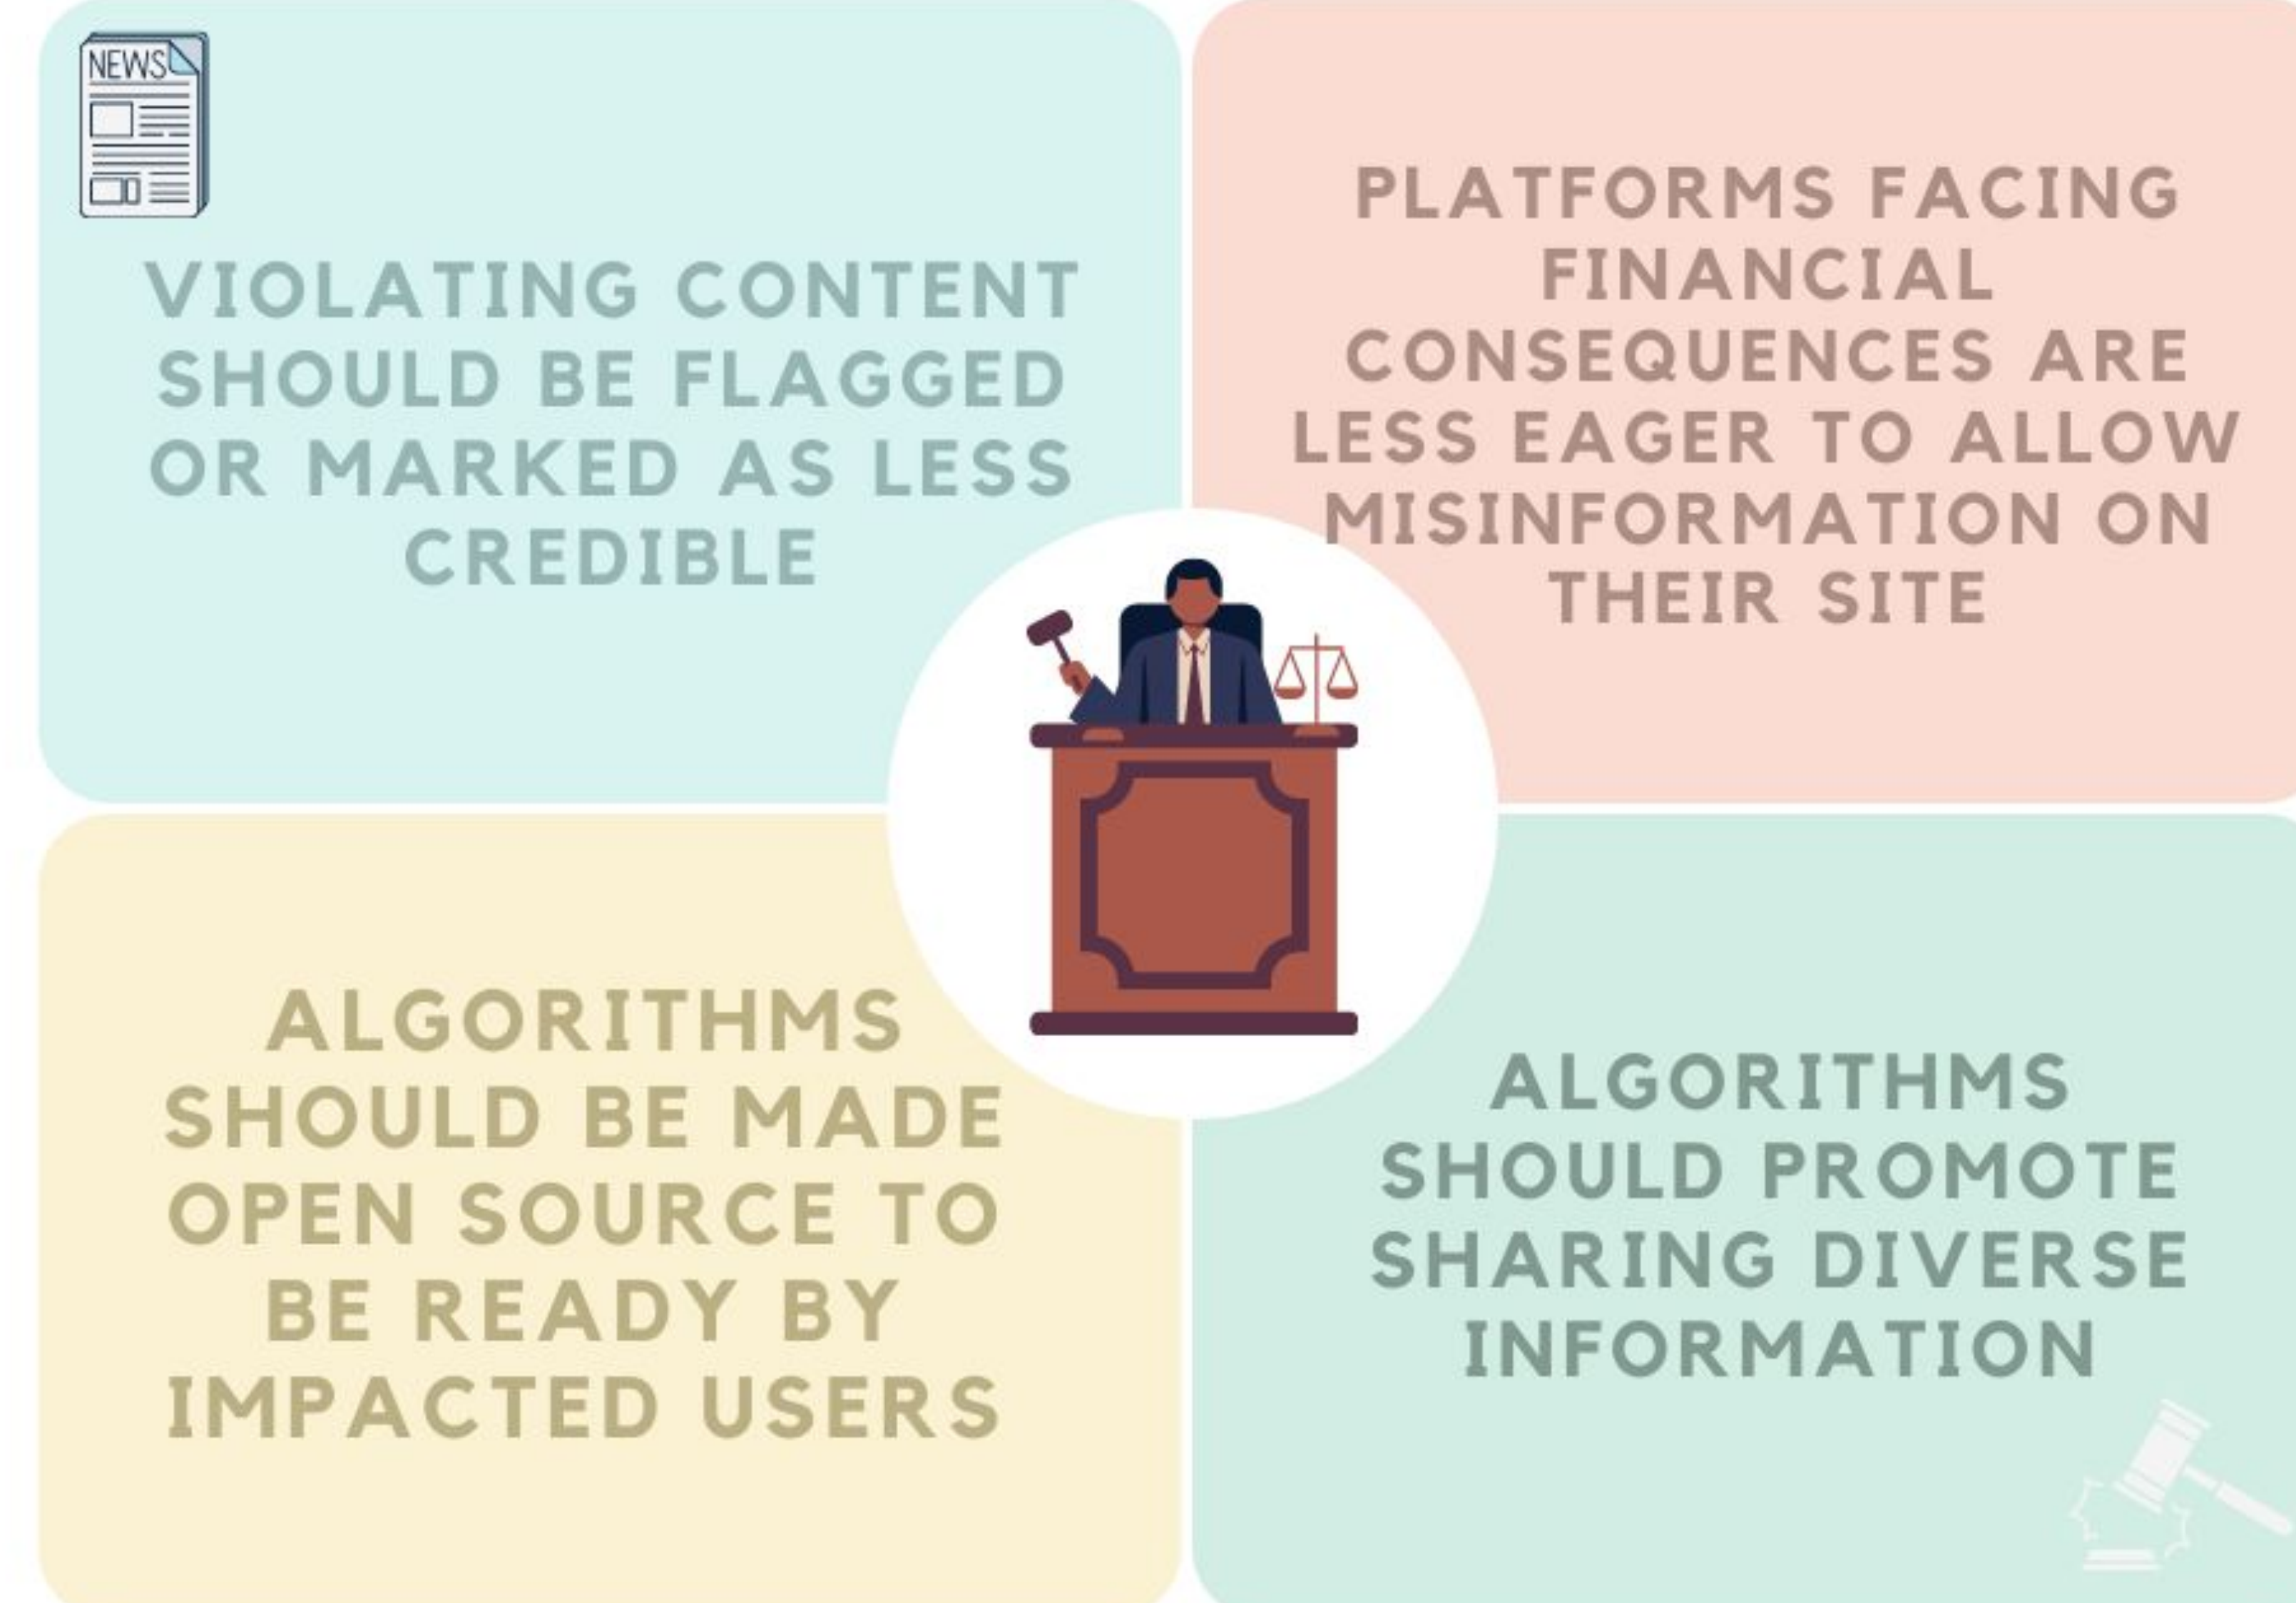 NEWS
VIOLATING CONTENT
SHOULD BE FLAGGED
OR MARKED AS LESS
CREDIBLE
PLATFORMS FACING
FINANCIAL
CONSEQUENCES ARE
LESS EAGER TO ALLOW
MISINFORMATION ON
THEIR SITE
ALGORITHMS
SHOULD BE MADE
OPEN SOURCE TO
BE READY BY
IMPACTED USERS
ALGORITHMS
SHOULD PROMOTE
SHARING DIVERSE
INFORMATION